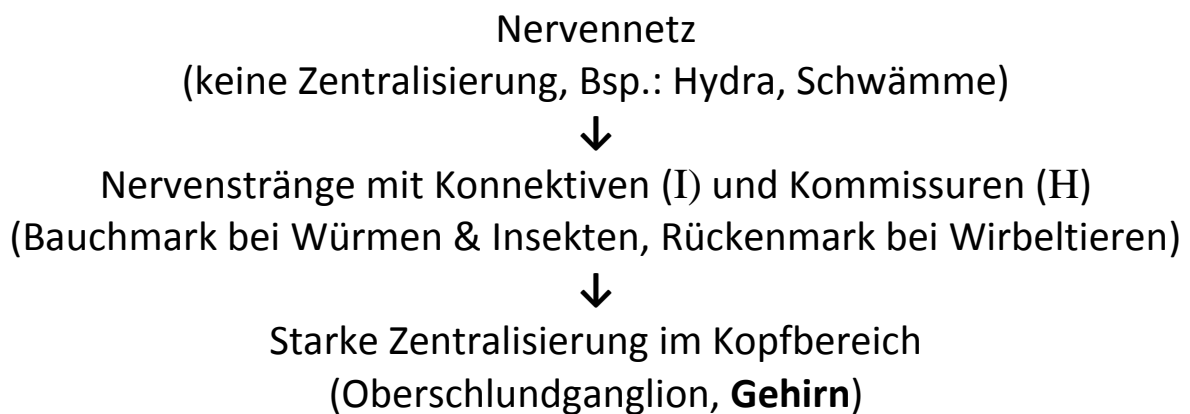 Nervennetz
(keine Zentralisierung, Bsp.: Hydra, Schwämme)
↓
Nervenstränge mit Konnektiven (I) und Kommissuren (H)
(Bauchmark bei Würmen & Insekten, Rückenmark bei Wirbeltieren)
↓
Starke Zentralisierung im Kopfbereich
(Oberschlundganglion, Gehirn)